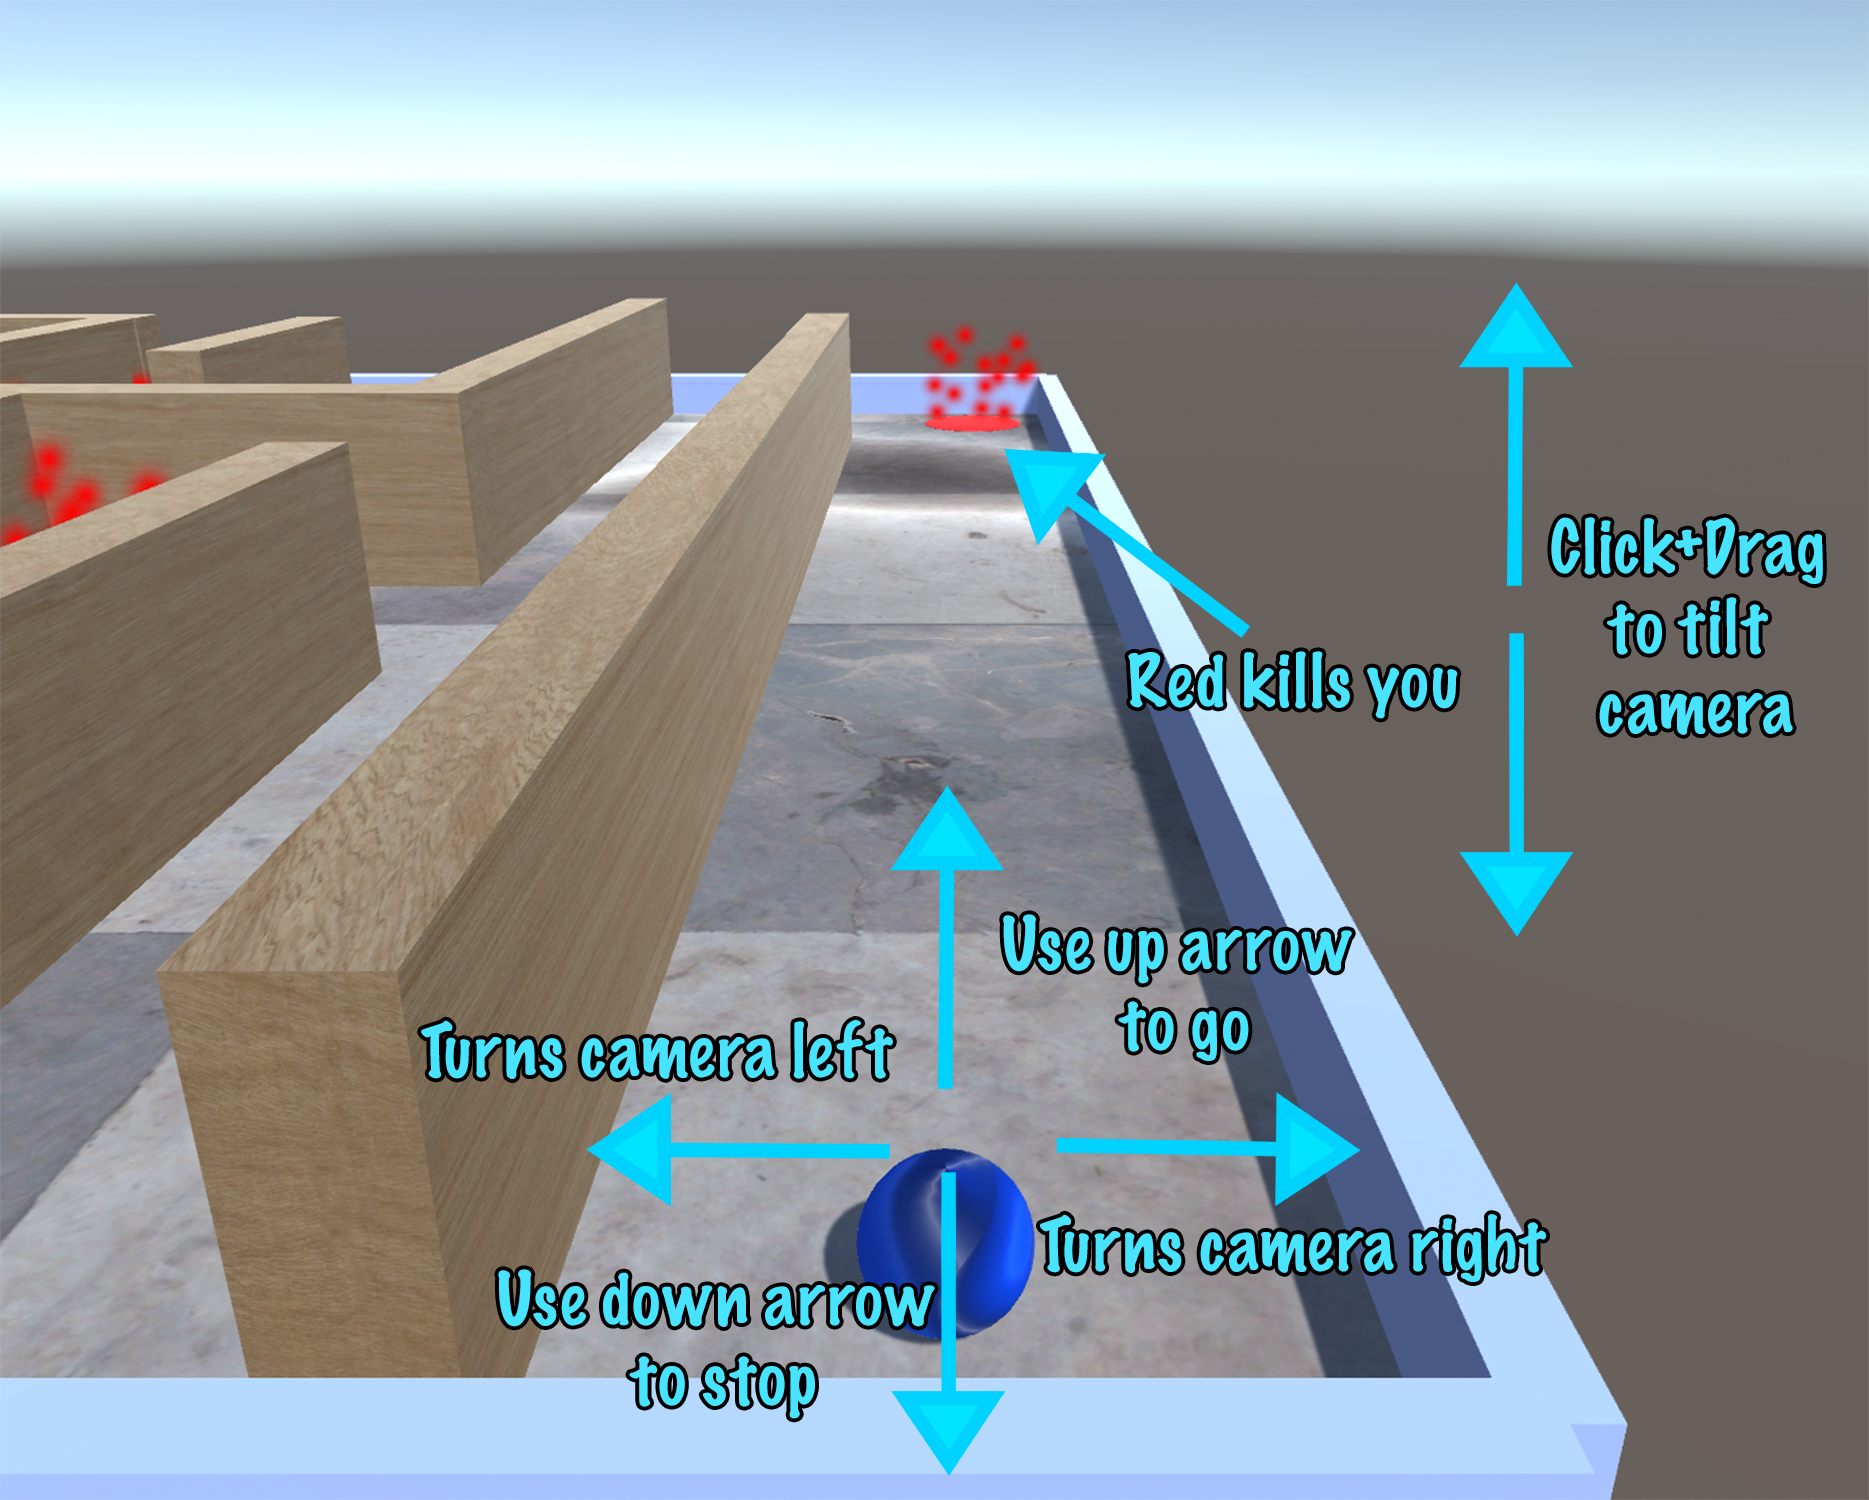 Click+Drag
to tilt
camera
Red kills you
Use up arrow
to go
Turns camera left
Turns camera right
Use down arrow
to stop